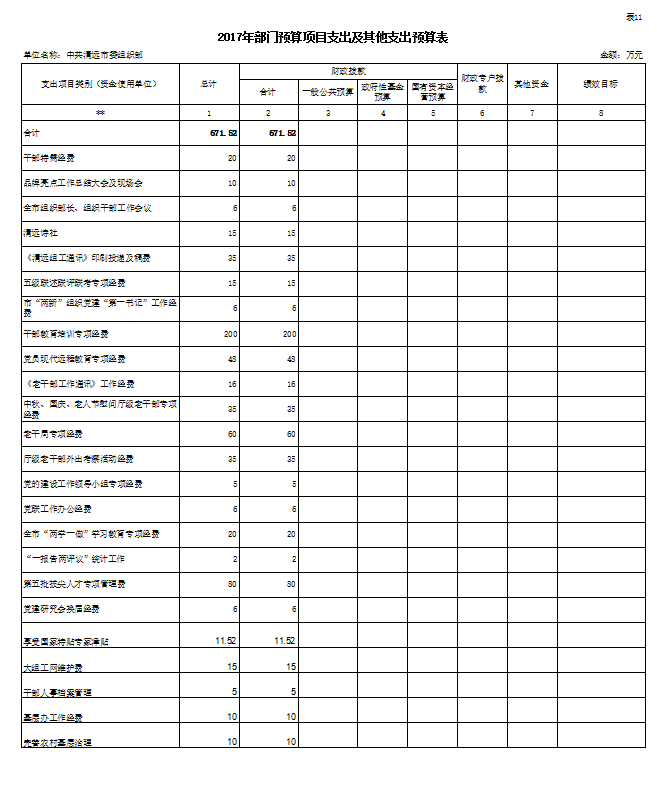 表11
2017年部门预算项目支出及其他支出预算表
单位名称：中共清远市委组织部 金额：万元
支出项目类别（资金使用单位） 总计 财政拨款 财政专户拨款 其他资金 绩效目标
合计 一般公共预算 政府性基金预算 国有资本经营预算
** 1 2 3 4 5 6 7 8
合计 671.52 671.52
干部特需经费 20 20
品牌亮点工作总结大会及现场会 10 10
全市组织部长、组织干部工作会议 6 6
清远诗社 15 15
《清远组工通讯》印刷投递及稿费 35 35
五级联述联评联考专项经费 15 15
市“两新”组织党建“第一书记”工作经
费 6 6
干部教育培训专项经费 200 200
党员现代远程教育专项经费 48 48
《老干部工作通讯》工作经费 16 16
中秋、国庆、老人节慰问厅级老干部专项
经费 35 35
老干局专项经费 60 60
厅级老干部外出考察活动经费 35 35
党的建设工作领导小组专项经费 5 5
党联工作办公经费 6 6
全市“两学一做”学习教育专项经费 20 20
“一报告两评议”统计工作 2 2
第五批拔尖人才专项管理费 80 80
党建研究会换届经费 6 6
享受国家特贴专家津贴 11.52 11.52
大组工网维护费 15 15
干部人事档案管理 5 5
基层办工作经费 10 10
完善农村基层治理 10 10